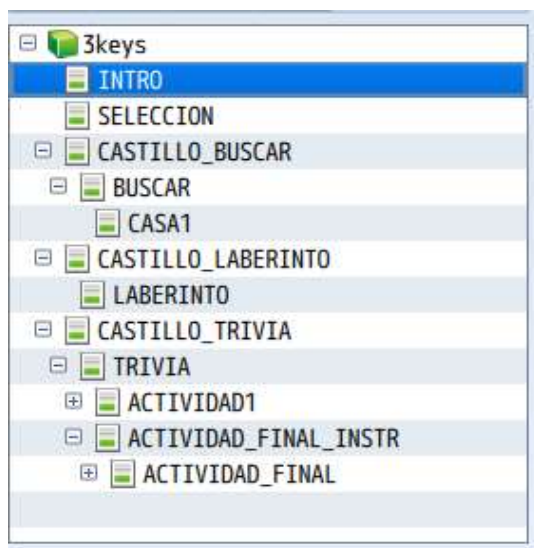 3keys
INTRO
SELECCION
CASTILLO_BUSCAR
BUSCAR
CASA1
CASTILLO_LABERINTO
LABERINTO
CASTILLO_TRIVIA
TRIVIA
ACTIVIDAD1
ACTIVIDAD_FINAL_INSTR
ACTIVIDAD_FINAL